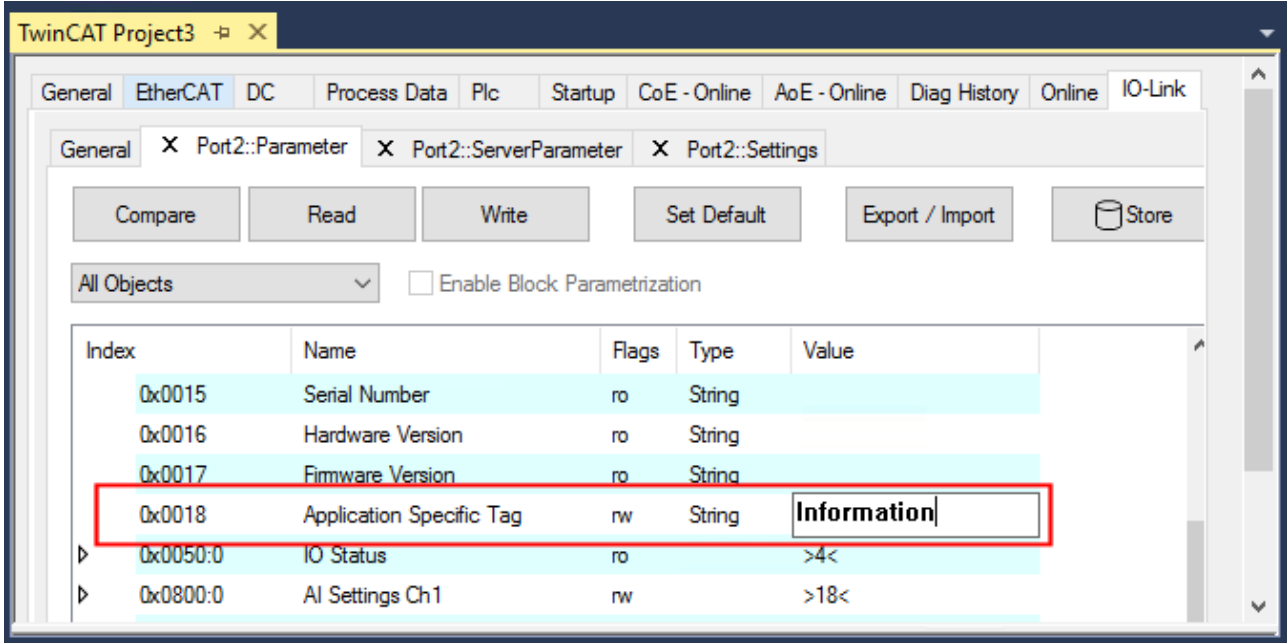 TwinCAT Project3
General EtherCAT DC Process Data Plc Startup CoE - Online AoE - Online Diag History Online IO-Link
General X Port2::Parameter X Port2::ServerParameter X Port2::Settings
Compare Read Write Set Default Export / Import Store
All Objects Enable Block Parametrization
Index Name Flags Type Value
0x0015 Serial Number ro String
0x0016 Hardware Version ro String
0x0017 Firmware Version ro String
0x0018 Application Specific Tag rw String Information
0x0050:0 IO Status ro >4<
0x0800:0 AI Settings Ch1 rw >18<